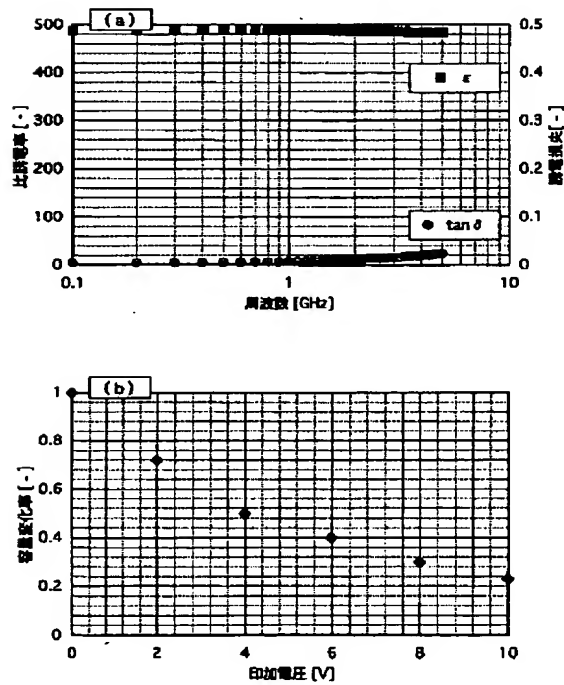 (a)
500 0.5
400 0.4
300 0.3
200 0.2
100 0.1
0 0
ε
tan δ
比誘電率 [-]
誘電損失 [-]
0.1 1 10
周波数 [GHz]
(b)
1
0.8
0.6
0.4
0.2
0
容量変化率 [-]
0 2 4 6 8 10
印加電圧 [V]